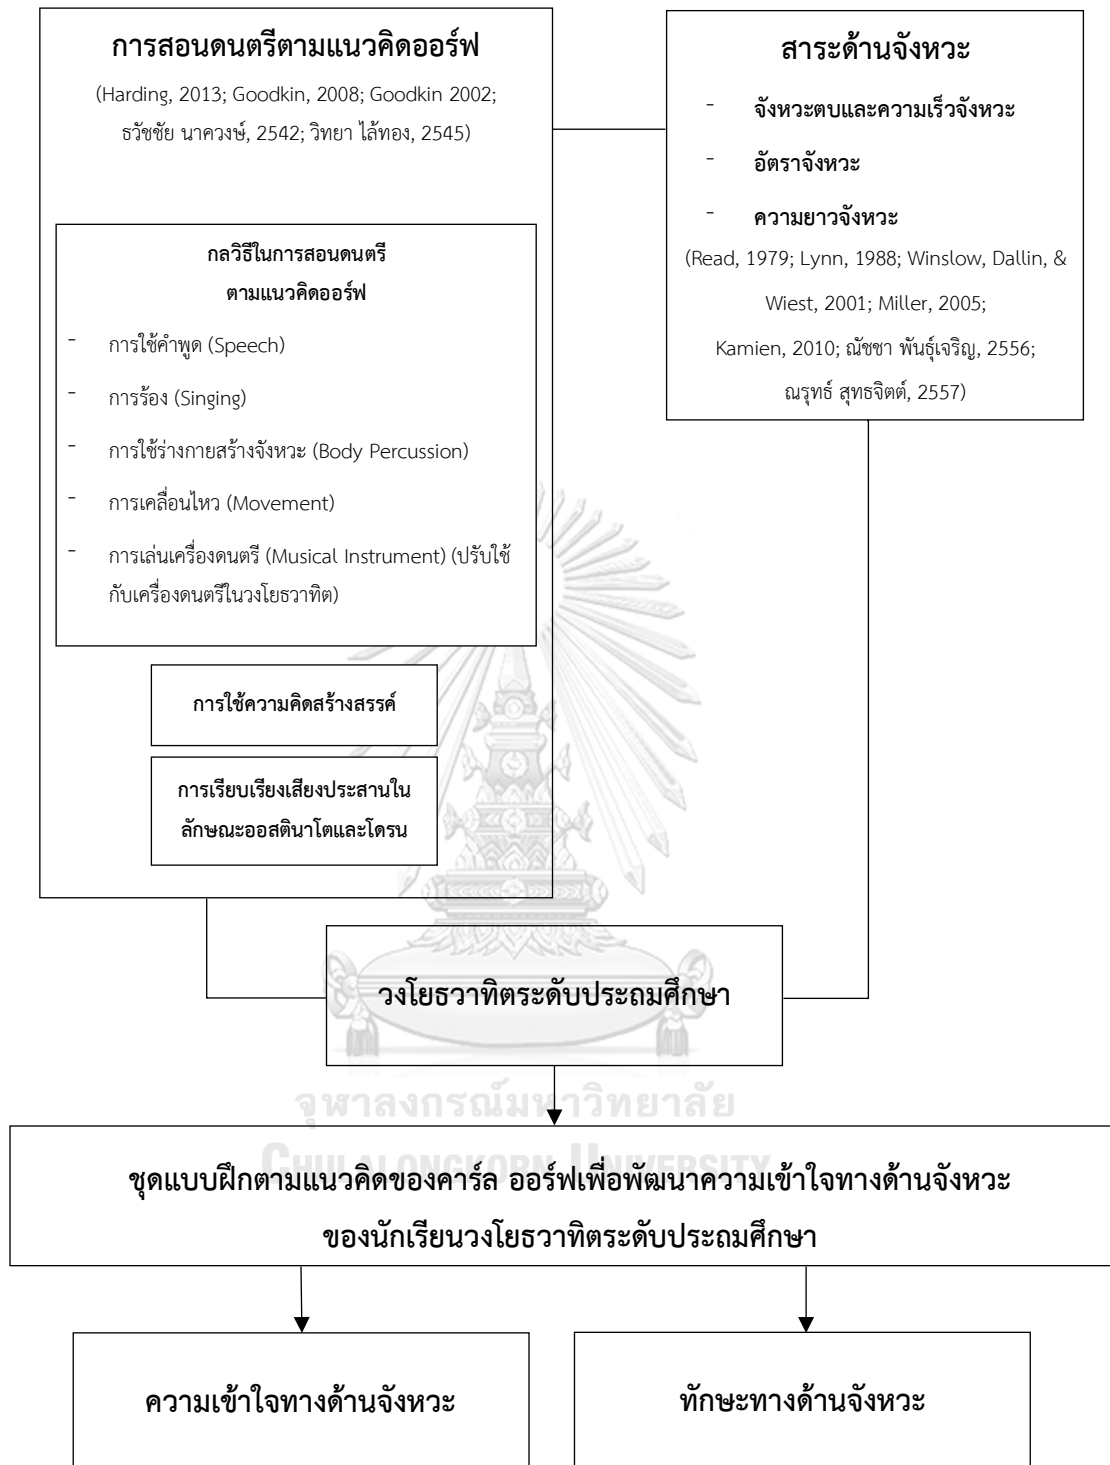 การสอนดนตรีตามแนวคิดออร์ฟ
(Harding, 2013; Goodkin, 2008; Goodkin 2002;
ธวัชชัย นาควงษ์, 2542; วิทยา ไล้ทอง, 2545)
กลวิธีในการสอนดนตรี
ตามแนวคิดออร์ฟ
- การใช้คำพูด (Speech)
- การร้อง (Singing)
- การใช้ร่างกายสร้างจังหวะ (Body Percussion)
- การเคลื่อนไหว (Movement)
- การเล่นเครื่องดนตรี (Musical Instrument) (ปรับใช้
กับเครื่องดนตรีในวงโยธวาทิต)
การใช้ความคิดสร้างสรรค์
การเรียบเรียงเสียงประสานใน
ลักษณะออสตินาโตและโดรน
สาระด้านจังหวะ
- จังหวะตบและความเร็วจังหวะ
- อัตราจังหวะ
- ความยาวจังหวะ
(Read, 1979; Lynn, 1988; Winslow, Dallin, &
Wiest, 2001; Miller, 2005;
Kamien, 2010; ณัชชา พันธุ์เจริญ, 2556;
ณรุทธ์ สุทธจิตต์, 2557)
วงโยธวาทิตระดับประถมศึกษา
จุฬาลงกรณ์มหาวิทยาลัย
CHULALONGKORN UNIVERSITY
ชุดแบบฝึกตามแนวคิดของคาร์ล ออร์ฟเพื่อพัฒนาความเข้าใจทางด้านจังหวะ
ของนักเรียนวงโยธวาทิตระดับประถมศึกษา
ความเข้าใจทางด้านจังหวะ
ทักษะทางด้านจังหวะ